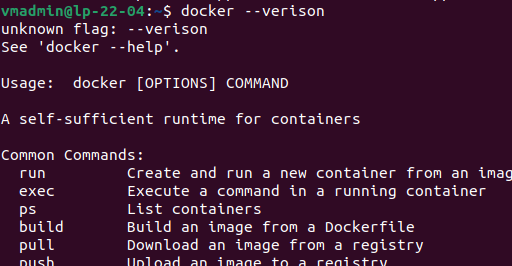 vmadmin@lp-22-04:~$ docker --verison
unknown flag: --verison
See 'docker --help'.
Usage:  docker [OPTIONS] COMMAND
A self-sufficient runtime for containers
Common Commands:
  run         Create and run a new container from an imag
  exec        Execute a command in a running container
  ps          List containers
  build       Build an image from a Dockerfile
  pull        Download an image from a registry
  push        Upload an image to a registry